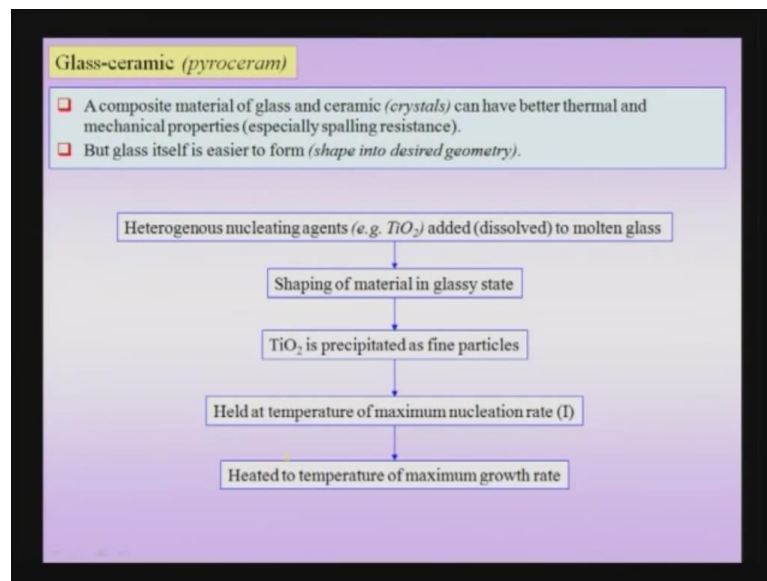 Glass-ceramic (pyroceram)
❑ A composite material of glass and ceramic (crystals) can have better thermal and
mechanical properties (especially spalling resistance).
❑ But glass itself is easier to form (shape into desired geometry).
Heterogenous nucleating agents (e.g. TiO₂) added (dissolved) to molten glass
Shaping of material in glassy state
TiO₂ is precipitated as fine particles
Held at temperature of maximum nucleation rate (I)
Heated to temperature of maximum growth rate